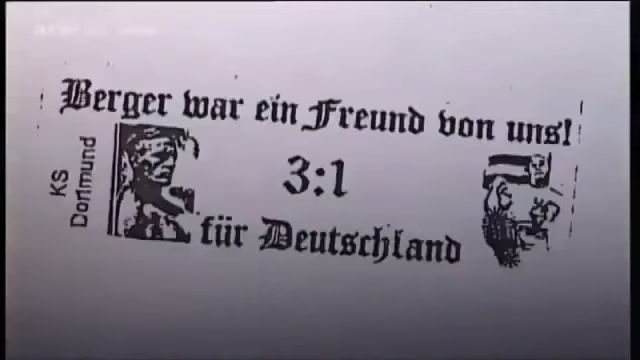 Berger war ein Freund von uns!
KS
Dortmund
3:1
für Deutschland